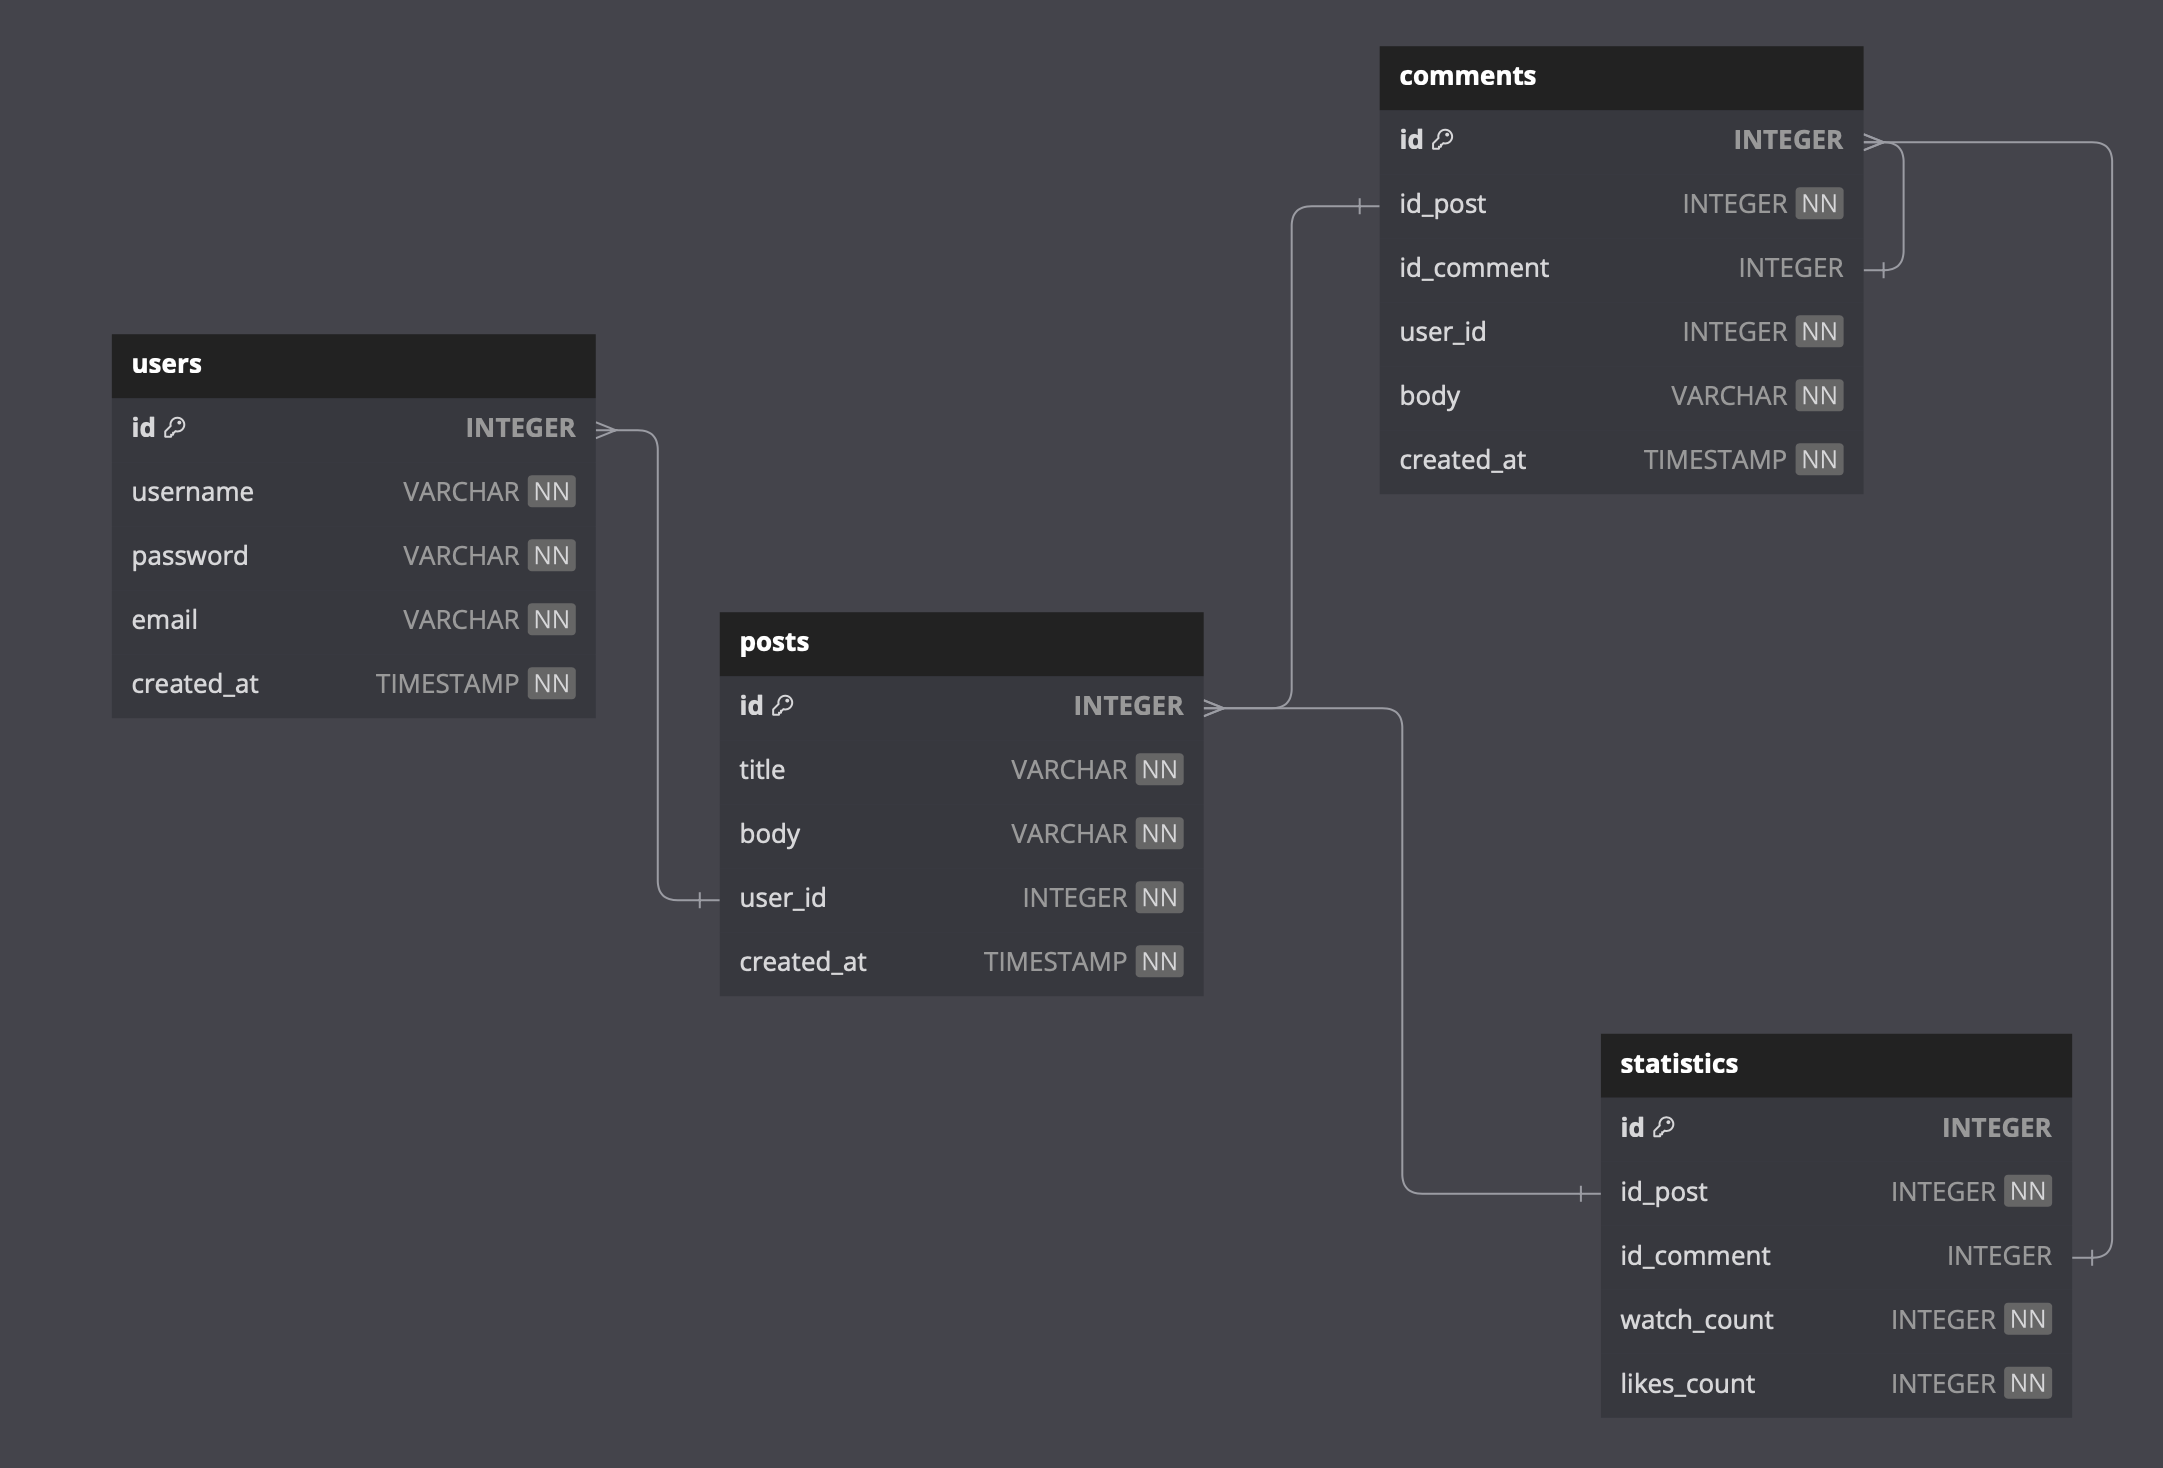 comments
id INTEGER
id_post INTEGER NN
id_comment INTEGER
user_id INTEGER NN
body VARCHAR NN
created_at TIMESTAMP NN
users
id INTEGER
username VARCHAR NN
password VARCHAR NN
email VARCHAR NN
created_at TIMESTAMP NN
posts
id INTEGER
title VARCHAR NN
body VARCHAR NN
user_id INTEGER NN
created_at TIMESTAMP NN
statistics
id INTEGER
id_post INTEGER NN
id_comment INTEGER
watch_count INTEGER NN
likes_count INTEGER NN